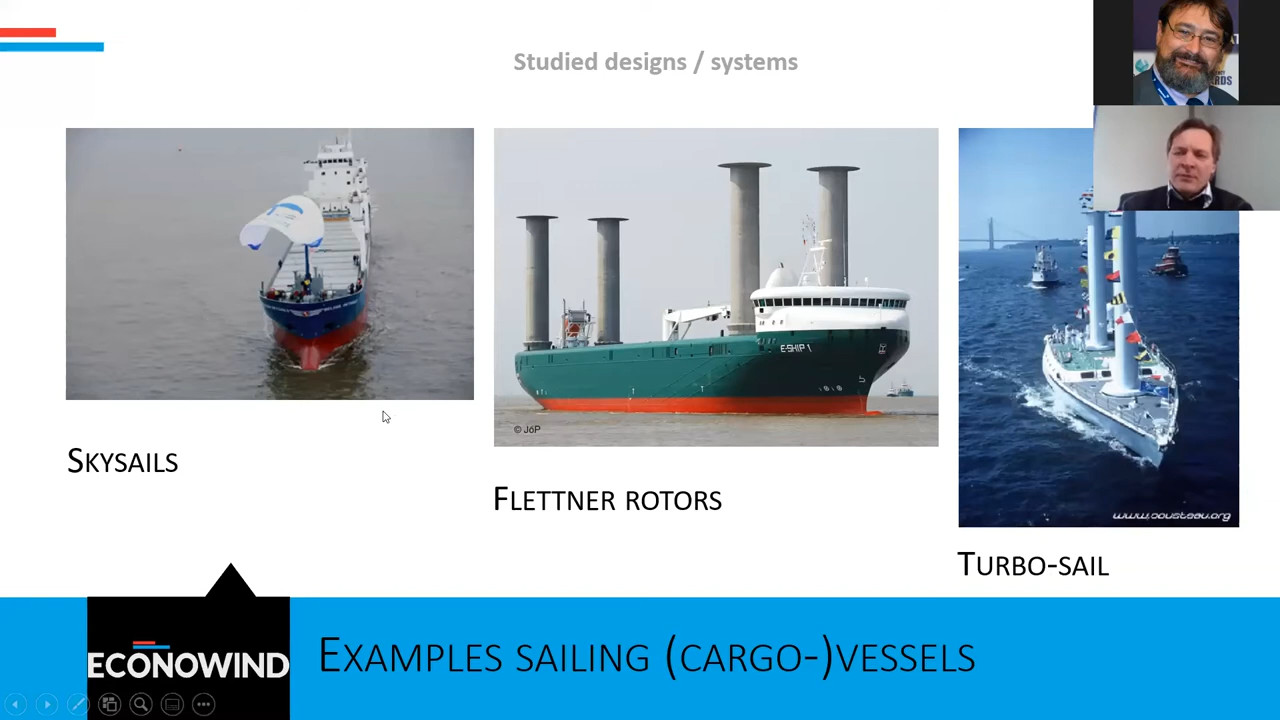 Studied designs / systems
RDS
E-SHIP 1
© JöP
www.cousteau.org
SKYSAILS
FLETTNER ROTORS
TURBO-SAIL
ECONOWIND
EXAMPLES SAILING (CARGO-)VESSELS